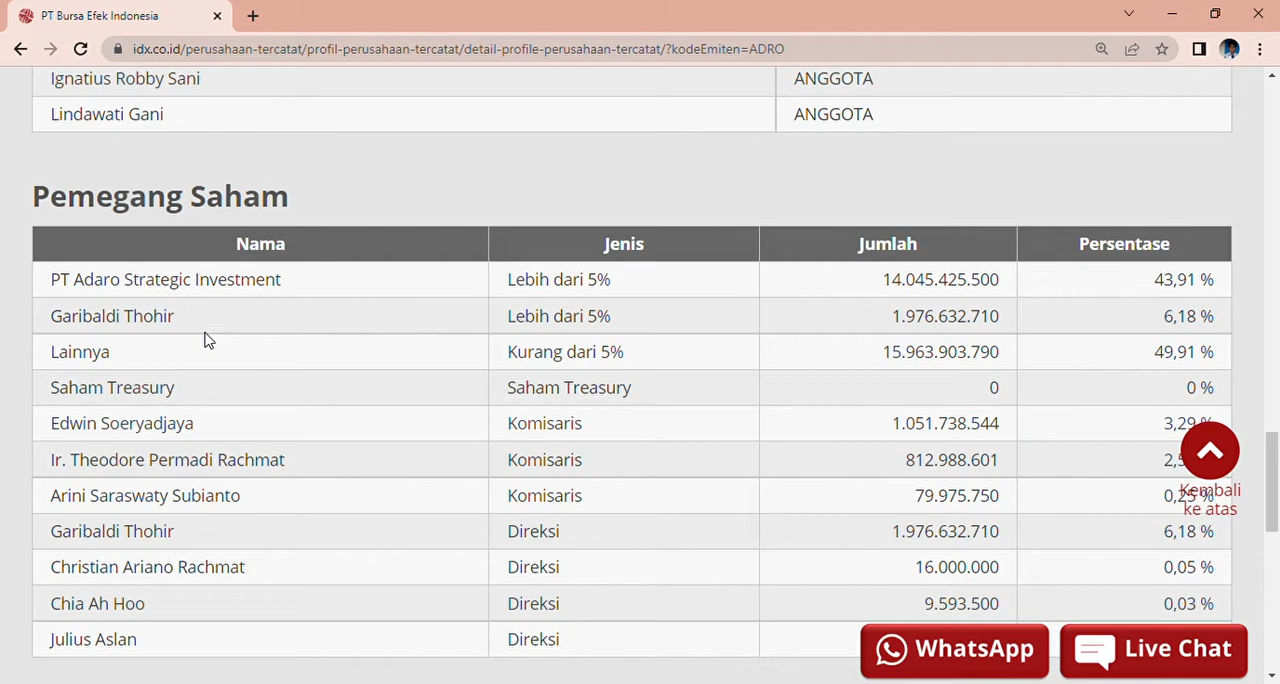 PT Bursa Efek Indonesia
idx.co.id/perusahaan-tercatat/profil-perusahaan-tercatat/detail-profile-perusahaan-tercatat/?kodeEmiten=ADRO
Ignatius Robby Sani ANGGOTA
Lindawati Gani ANGGOTA
Pemegang Saham
Nama Jenis Jumlah Persentase
PT Adaro Strategic Investment Lebih dari 5% 14.045.425.500 43,91 %
Garibaldi Thohir Lebih dari 5% 1.976.632.710 6,18 %
Lainnya Kurang dari 5% 15.963.903.790 49,91 %
Saham Treasury Saham Treasury 0 0 %
Edwin Soeryadjaya Komisaris 1.051.738.544 3,29 %
Ir. Theodore Permadi Rachmat Komisaris 812.988.601
Arini Saraswaty Subianto Komisaris 79.975.750 0,25 %
Kembali
ke atas
Garibaldi Thohir Direksi 1.976.632.710 6,18 %
Christian Ariano Rachmat Direksi 16.000.000 0,05 %
Chia Ah Hoo Direksi 9.593.500 0,03 %
Julius Aslan Direksi
WhatsApp
Live Chat